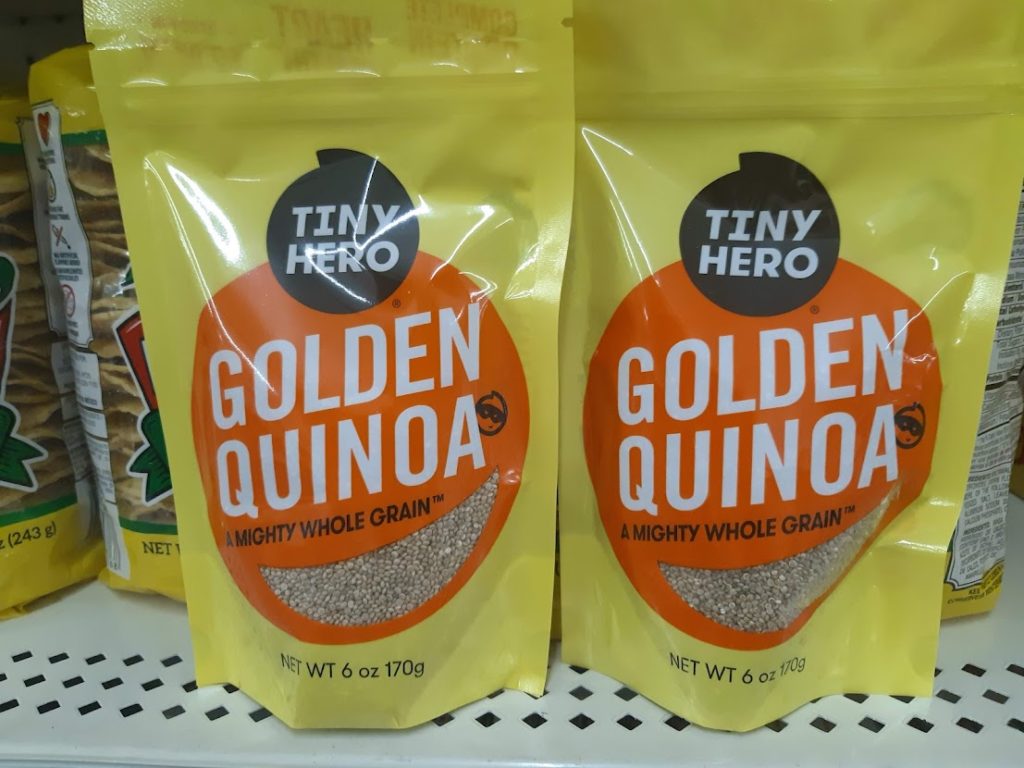 TINY
HERO
®
GOLDEN
QUINOA
A MIGHTY WHOLE GRAIN™
NET WT 6 oz 170g
TINY
HERO
®
GOLDEN
QUINOA
A MIGHTY WHOLE GRAIN™
NET WT 6 oz 170g
z (243 g)
NET